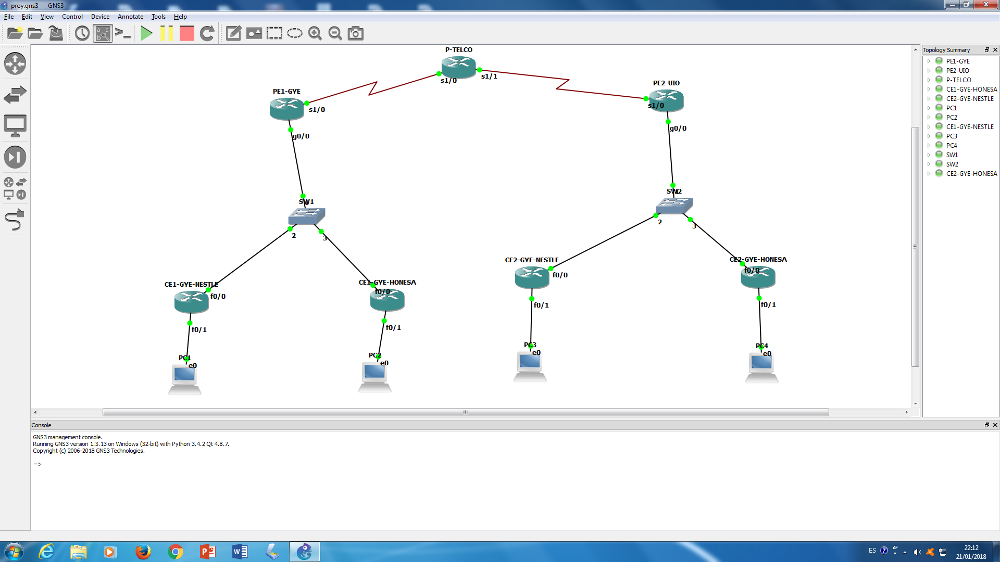 proy.gns3 — GNS3
File Edit View Control Device Annotate Tools Help
Topology Summary
PE1-GYE
PE2-UIO
P-TELCO
CE1-GYE-HONESA
CE2-GYE-NESTLE
PC1
PC2
CE1-GYE-NESTLE
PC3
PC4
SW1
SW2
CE2-GYE-HONESA
P-TELCO
s1/0
s1/1
PE1-GYE
s1/0
g0/0
PE2-UIO
s1/0
g0/0
SW1
2
3
SW2
2
3
CE1-GYE-NESTLE
f0/0
f0/1
CE1-GYE-HONESA
f0/0
f0/1
CE2-GYE-NESTLE
f0/0
f0/1
CE2-GYE-HONESA
f0/0
f0/1
PC1
e0
PC2
e0
PC3
e0
PC4
e0
Console
GNS3 management console.
Running GNS3 version 1.3.13 on Windows (32-bit) with Python 3.4.2 Qt 4.8.7.
Copyright (c) 2006-2018 GNS3 Technologies.
=>
ES
22:12
21/01/2018